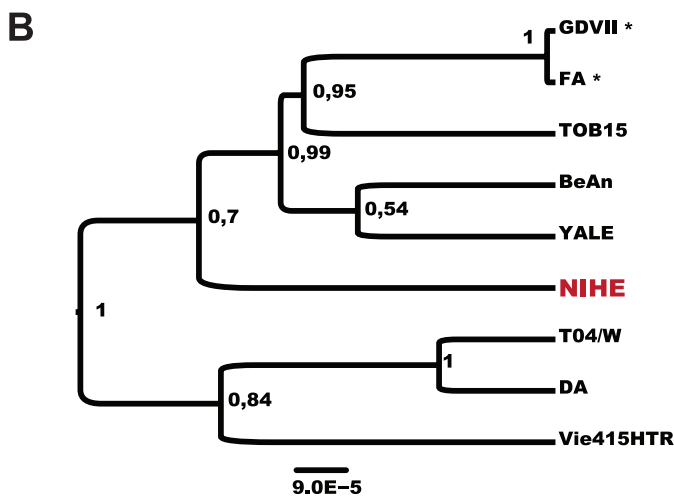 B
GDVII *
1
FA *
0,95
TOB15
0,99
BeAn
0,54
YALE
0,7
NIHE
1
T04/W
1
DA
0,84
Vie415HTR
9.0E-5